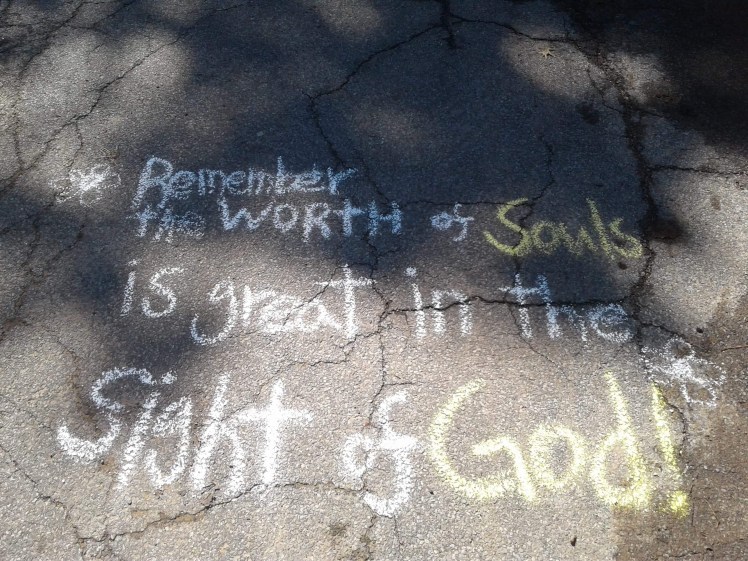 * Remember
the WORTH of Souls
is great in the
Sight of God!